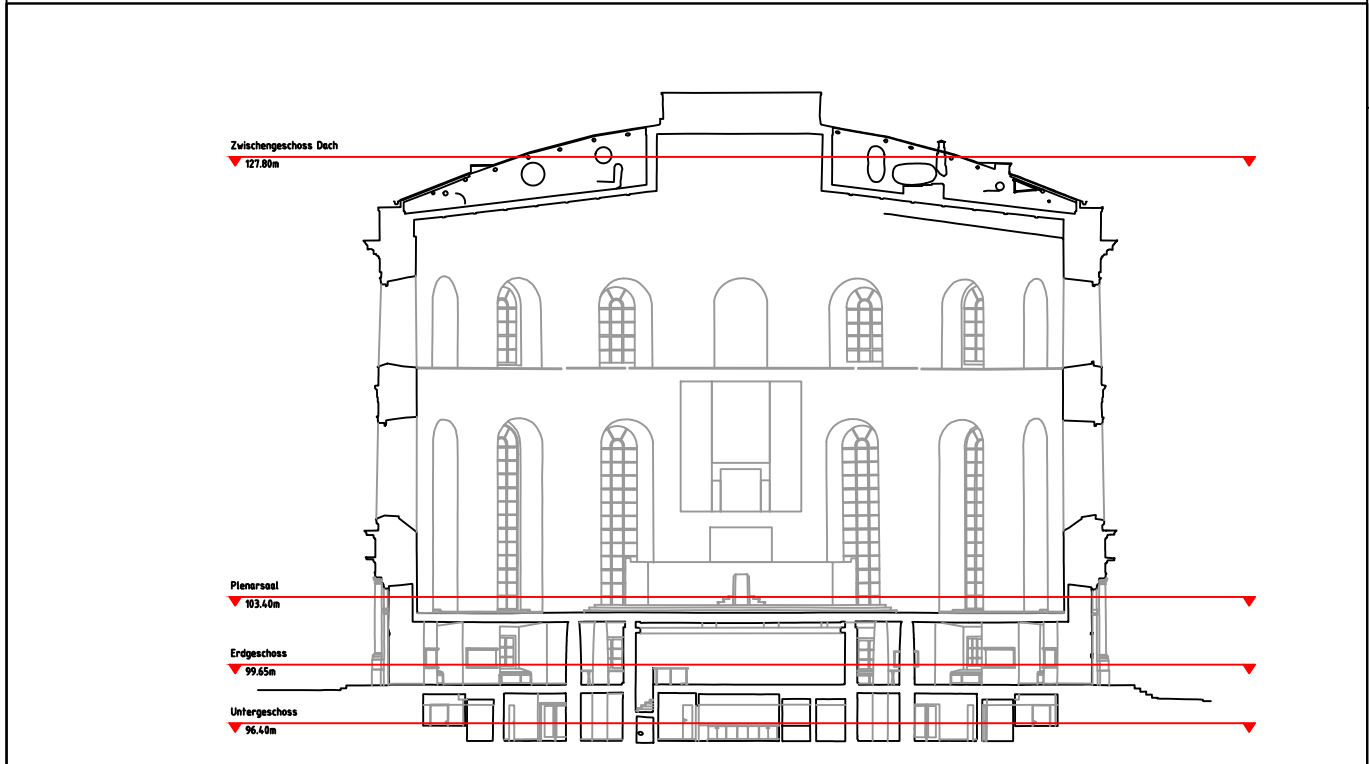 Zwischengeschoss Dach
127.80m
Plenarsaal
103.40m
Erdgeschoss
99.65m
Untergeschoss
96.40m